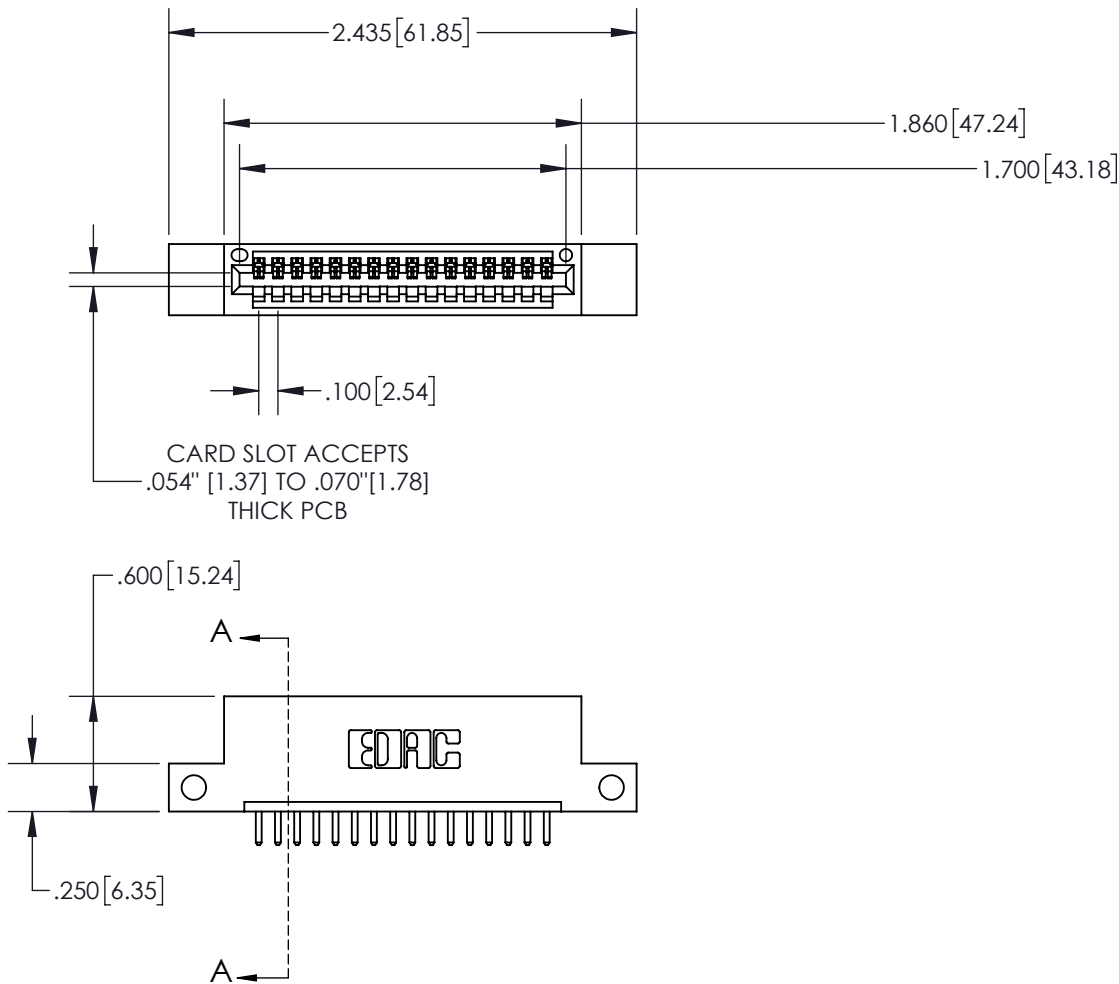 2.435[61.85]
1.860[47.24]
1.700[43.18]
.100[2.54]
CARD SLOT ACCEPTS
.054" [1.37] TO .070"[1.78]
THICK PCB
.600[15.24]
A
EDAC
.250[6.35]
A